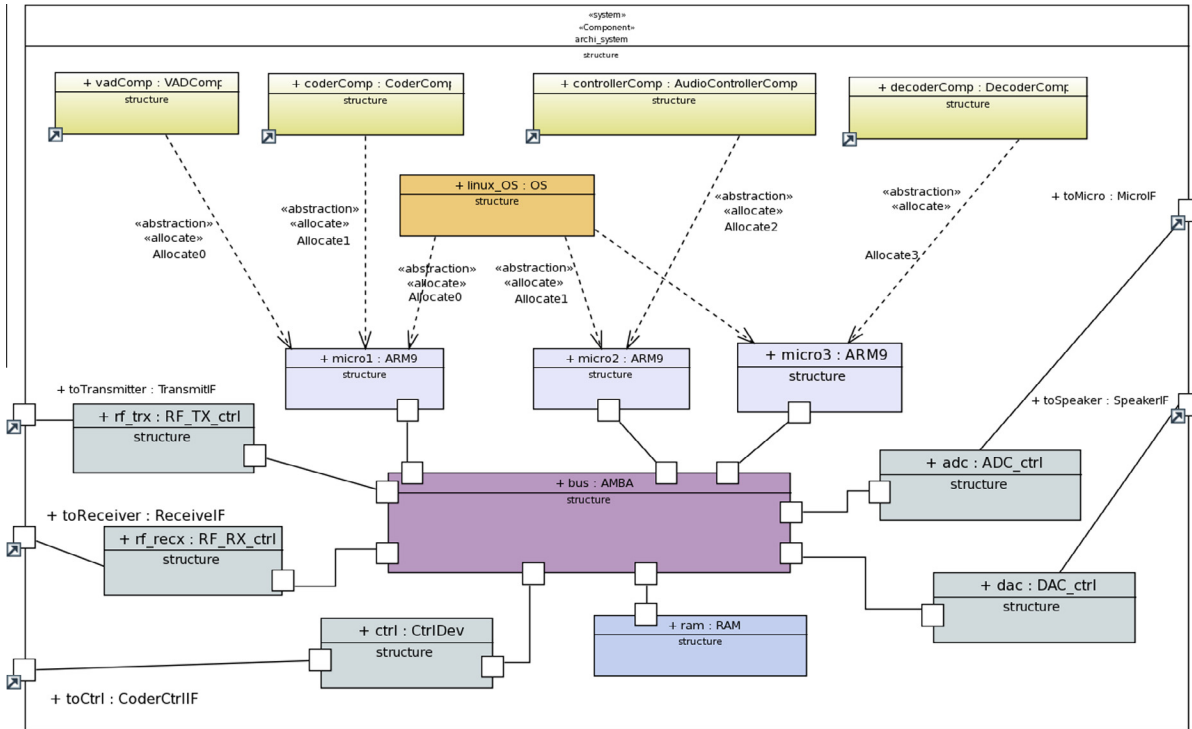 «system»
«Component»
archi_system
structure
+ vadComp : VADComp
structure
+ coderComp : CoderComp
structure
+ controllerComp : AudioControllerComp
structure
+ decoderComp : DecoderComp
structure
+ linux_OS : OS
structure
«abstraction»
«allocate»
Allocate0
«abstraction»
«allocate»
Allocate1
«abstraction»
«allocate»
Allocate0
«abstraction»
«allocate»
Allocate1
«abstraction»
«allocate»
Allocate2
«abstraction»
«allocate»
Allocate3
+ toMicro : MicroIF
+ micro1 : ARM9
structure
+ micro2 : ARM9
structure
+ micro3 : ARM9
structure
+ toTransmitter : TransmitIF
+ rf_trx : RF_TX_ctrl
structure
+ toSpeaker : SpeakerIF
+ bus : AMBA
structure
+ adc : ADC_ctrl
structure
+ toReceiver : ReceiveIF
+ rf_recx : RF_RX_ctrl
structure
+ dac : DAC_ctrl
structure
+ ctrl : CtrlDev
structure
+ ram : RAM
structure
+ toCtrl : CoderCtrlIF